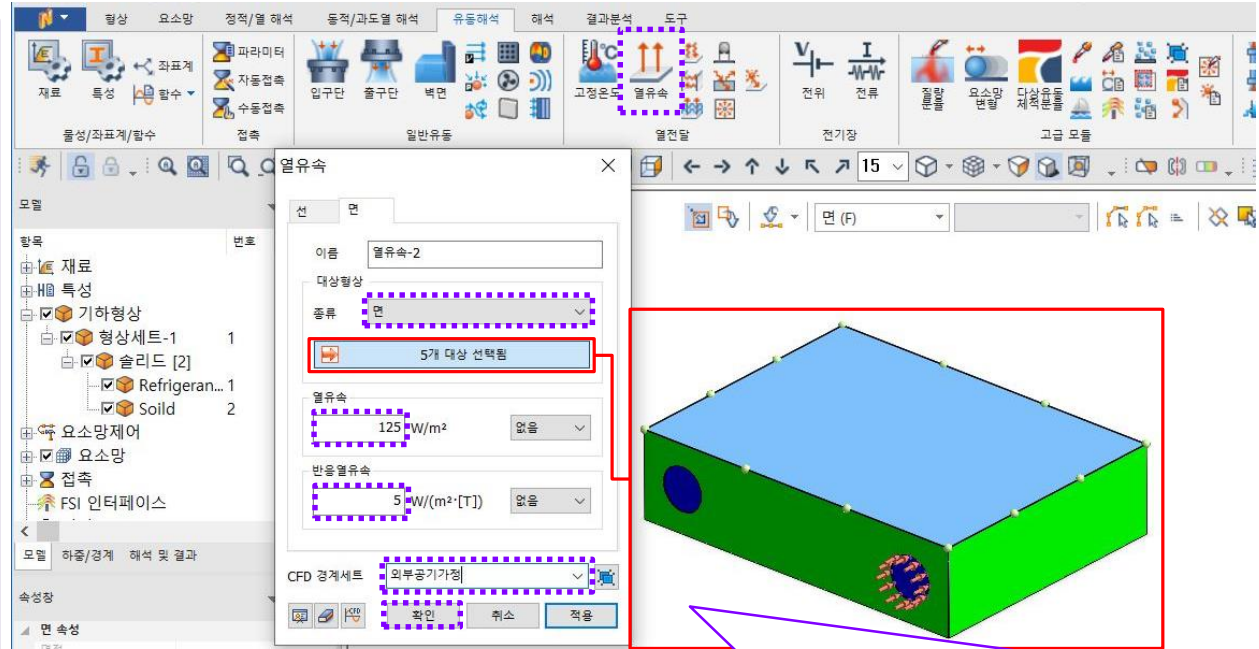 형상 요소망 정적/열 해석 동적/과도열 해석 유동해석 해석 결과분석 도구
재료 특성 좌표계 함수 파라미터 자동접촉 수동접촉 입구단 출구단 벽면 고정온도 열유속 전위 전류 질량분율 요소망 변형 다상유동 체적분률
물성/좌표계/함수 접촉 일반유동 열전달 전기장 고급 모듈
15
열유속
모델
선 면
면 (F)
항목 번호
이름 열유속-2
재료
특성
대상형상
기하형상
종류 면
형상세트-1 1
솔리드 [2]
5개 대상 선택됨
Refrigeran... 1
Soild 2
열유속
요소망제어
125 W/m² 없음
요소망
접촉
반응열유속
FSI 인터페이스
5 W/(m²·[T]) 없음
모델 하중/경계 해석 및 결과
CFD 경계세트 외부공기가정
속성창
확인 취소 적용
면 속성